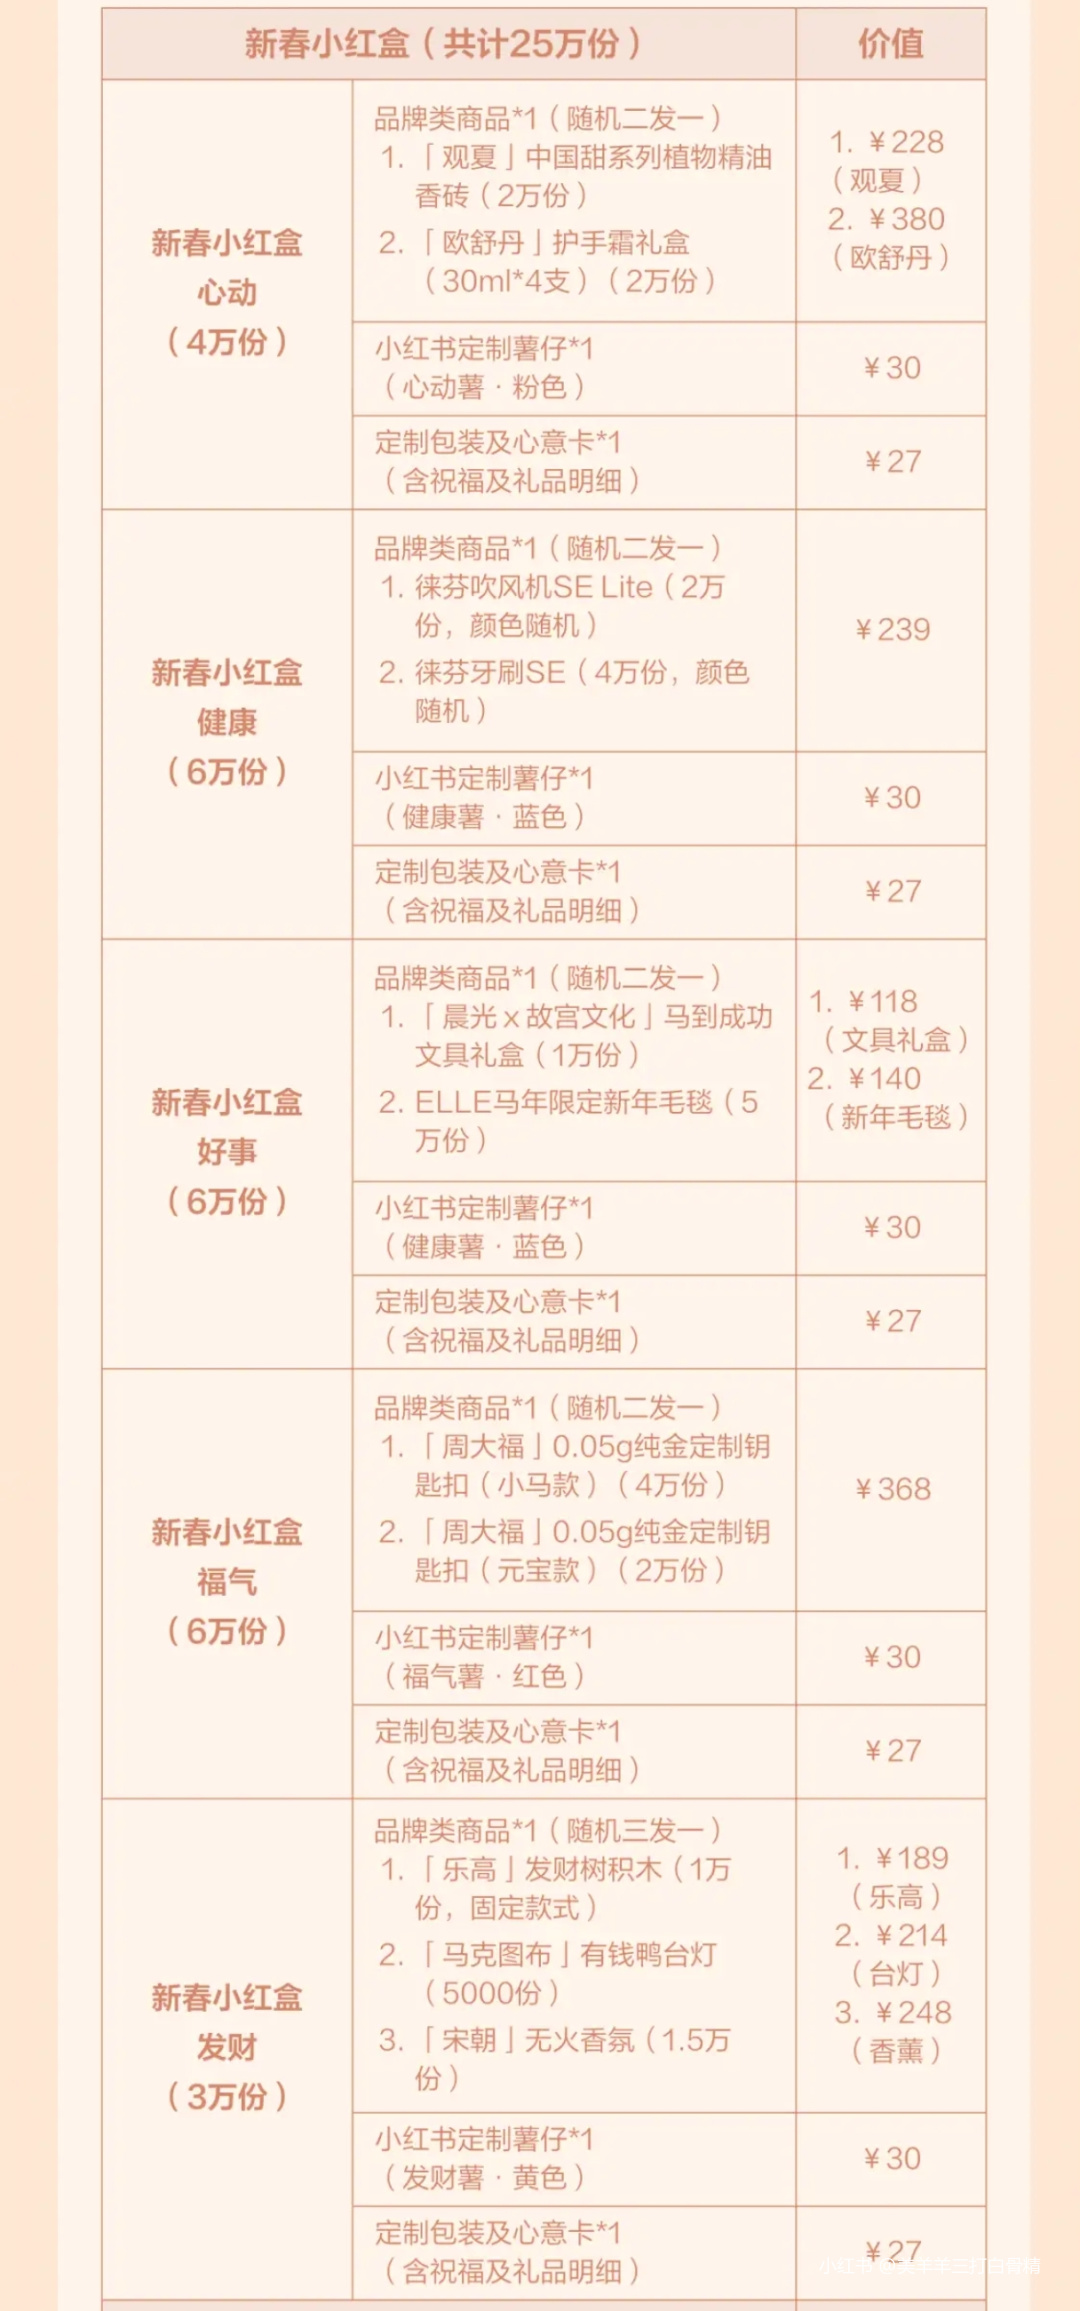 新春小红盒（共计25万份）
价值
新春小红盒
心动
（4万份）
品牌类商品*1（随机二发一）
1.「观夏」中国甜系列植物精油
香砖（2万份）
2.「欧舒丹」护手霜礼盒
（30ml*4支）（2万份）
1. ¥228
（观夏）
2. ¥380
（欧舒丹）
小红书定制薯仔*1
（心动薯·粉色）
¥30
定制包装及心意卡*1
（含祝福及礼品明细）
¥27
新春小红盒
健康
（6万份）
品牌类商品*1（随机二发一）
1. 徕芬吹风机SE Lite（2万
份，颜色随机）
2. 徕芬牙刷SE（4万份，颜色
随机）
¥239
小红书定制薯仔*1
（健康薯·蓝色）
¥30
定制包装及心意卡*1
（含祝福及礼品明细）
¥27
新春小红盒
好事
（6万份）
品牌类商品*1（随机二发一）
1.「晨光x故宫文化」马到成功
文具礼盒（1万份）
2. ELLE马年限定新年毛毯（5
万份）
1. ¥118
（文具礼盒）
2. ¥140
（新年毛毯）
小红书定制薯仔*1
（健康薯·蓝色）
¥30
定制包装及心意卡*1
（含祝福及礼品明细）
¥27
新春小红盒
福气
（6万份）
品牌类商品*1（随机二发一）
1.「周大福」0.05g纯金定制钥
匙扣（小马款）（4万份）
2.「周大福」0.05g纯金定制钥
匙扣（元宝款）（2万份）
¥368
小红书定制薯仔*1
（福气薯·红色）
¥30
定制包装及心意卡*1
（含祝福及礼品明细）
¥27
新春小红盒
发财
（3万份）
品牌类商品*1（随机三发一）
1.「乐高」发财树积木（1万
份，固定款式）
2.「马克图布」有钱鸭台灯
（5000份）
3.「宋朝」无火香氛（1.5万
份）
1. ¥189
（乐高）
2. ¥214
（台灯）
3. ¥248
（香薰）
小红书定制薯仔*1
（发财薯·黄色）
¥30
定制包装及心意卡*1
（含祝福及礼品明细）
¥27
小红书 @美羊羊三打白骨精